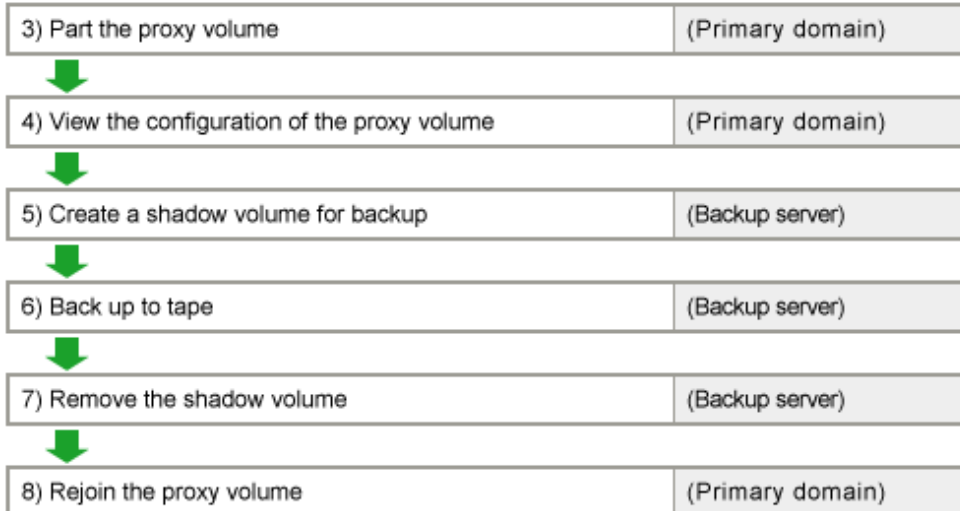 3) Part the proxy volume (Primary domain)
4) View the configuration of the proxy volume (Primary domain)
5) Create a shadow volume for backup (Backup server)
6) Back up to tape (Backup server)
7) Remove the shadow volume (Backup server)
8) Rejoin the proxy volume (Primary domain)